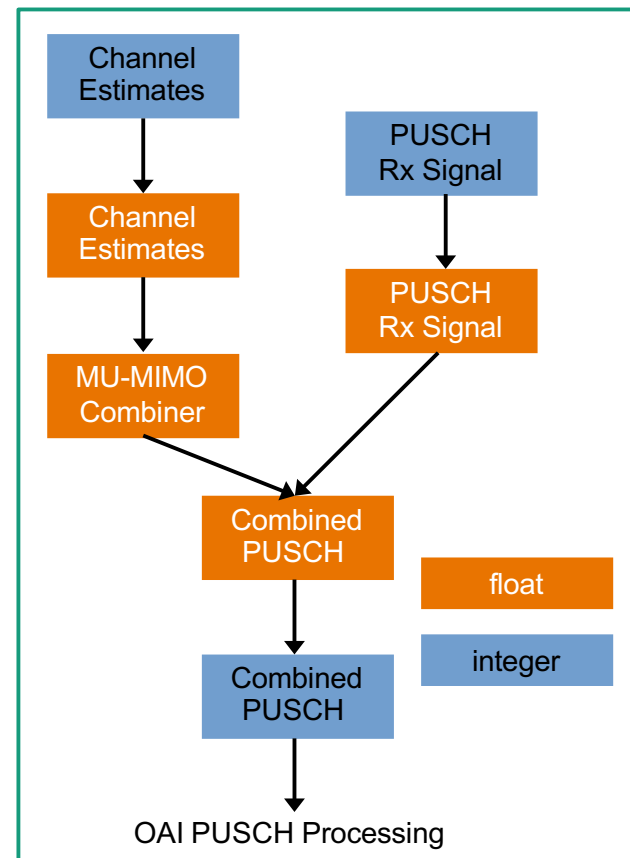 Channel
Estimates
PUSCH
Rx Signal
Channel
Estimates
PUSCH
Rx Signal
MU-MIMO
Combiner
Combined
PUSCH
float
integer
Combined
PUSCH
OAI PUSCH Processing